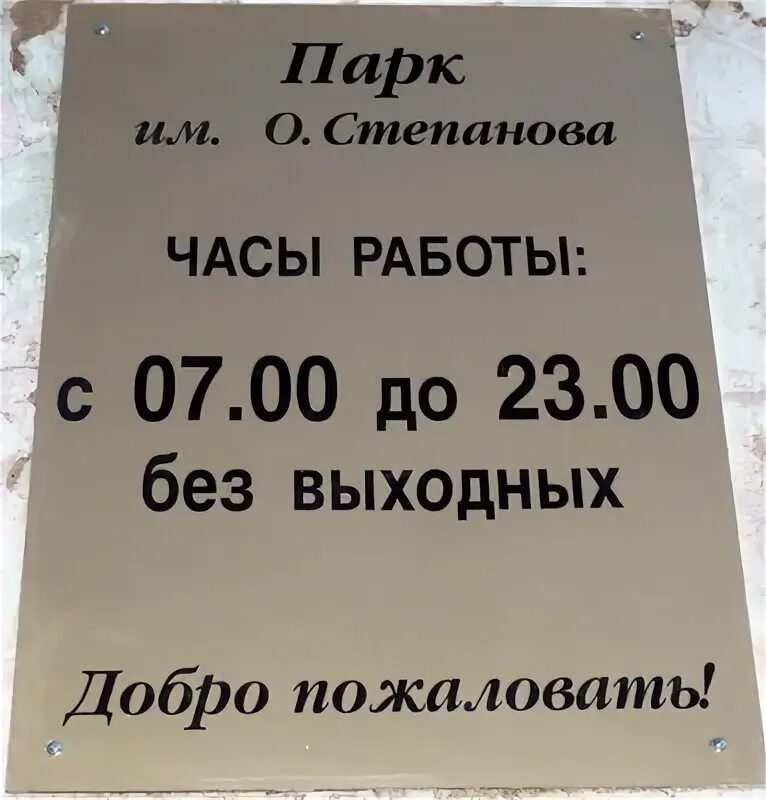 Парк
им. О. Степанова
ЧАСЫ РАБОТЫ:
с 07.00 до 23.00
без выходных
Добро пожаловать!